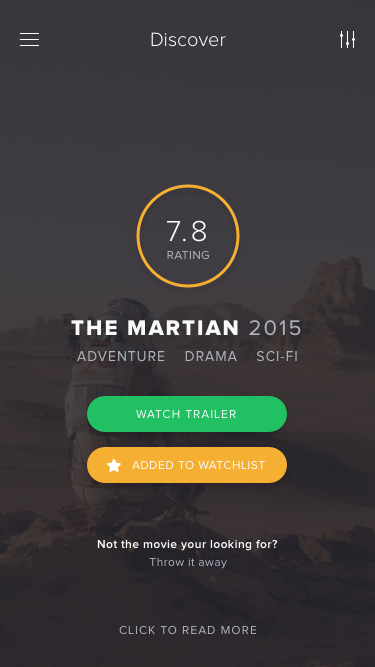 Discover
7.8
RATING
THE MARTIAN 2015
ADVENTURE DRAMA SCI-FI
WATCH TRAILER
ADDED TO WATCHLIST
Not the movie your looking for?
Throw it away
CLICK TO READ MORE